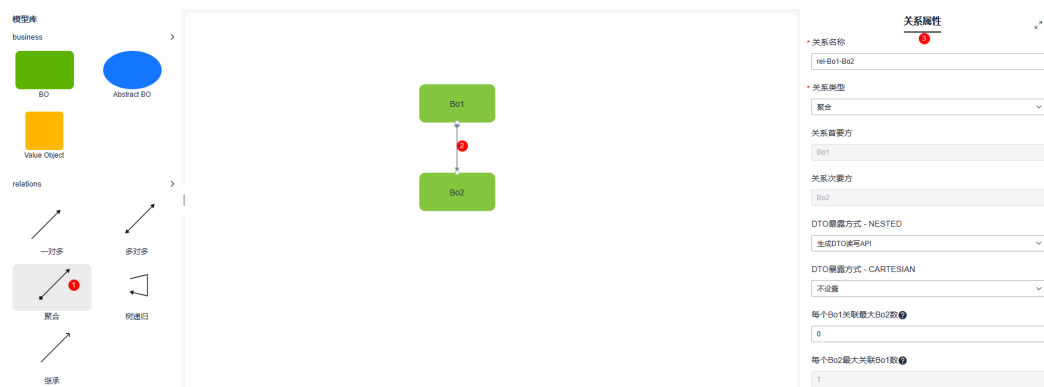 模型库
business
BO
Abstract BO
Value Object
relations
一对多
多对多
聚合
1
树递归
继承
Bo1
2
Bo2
关系属性
3
* 关系名称
rel-Bo1-Bo2
* 关系类型
聚合
关系首要方
Bo1
关系次要方
Bo2
DTO暴露方式 - NESTED
生成DTO读写API
DTO暴露方式 - CARTESIAN
不设置
每个Bo1关联最大Bo2数?
0
每个Bo2最大关联Bo1数?
1